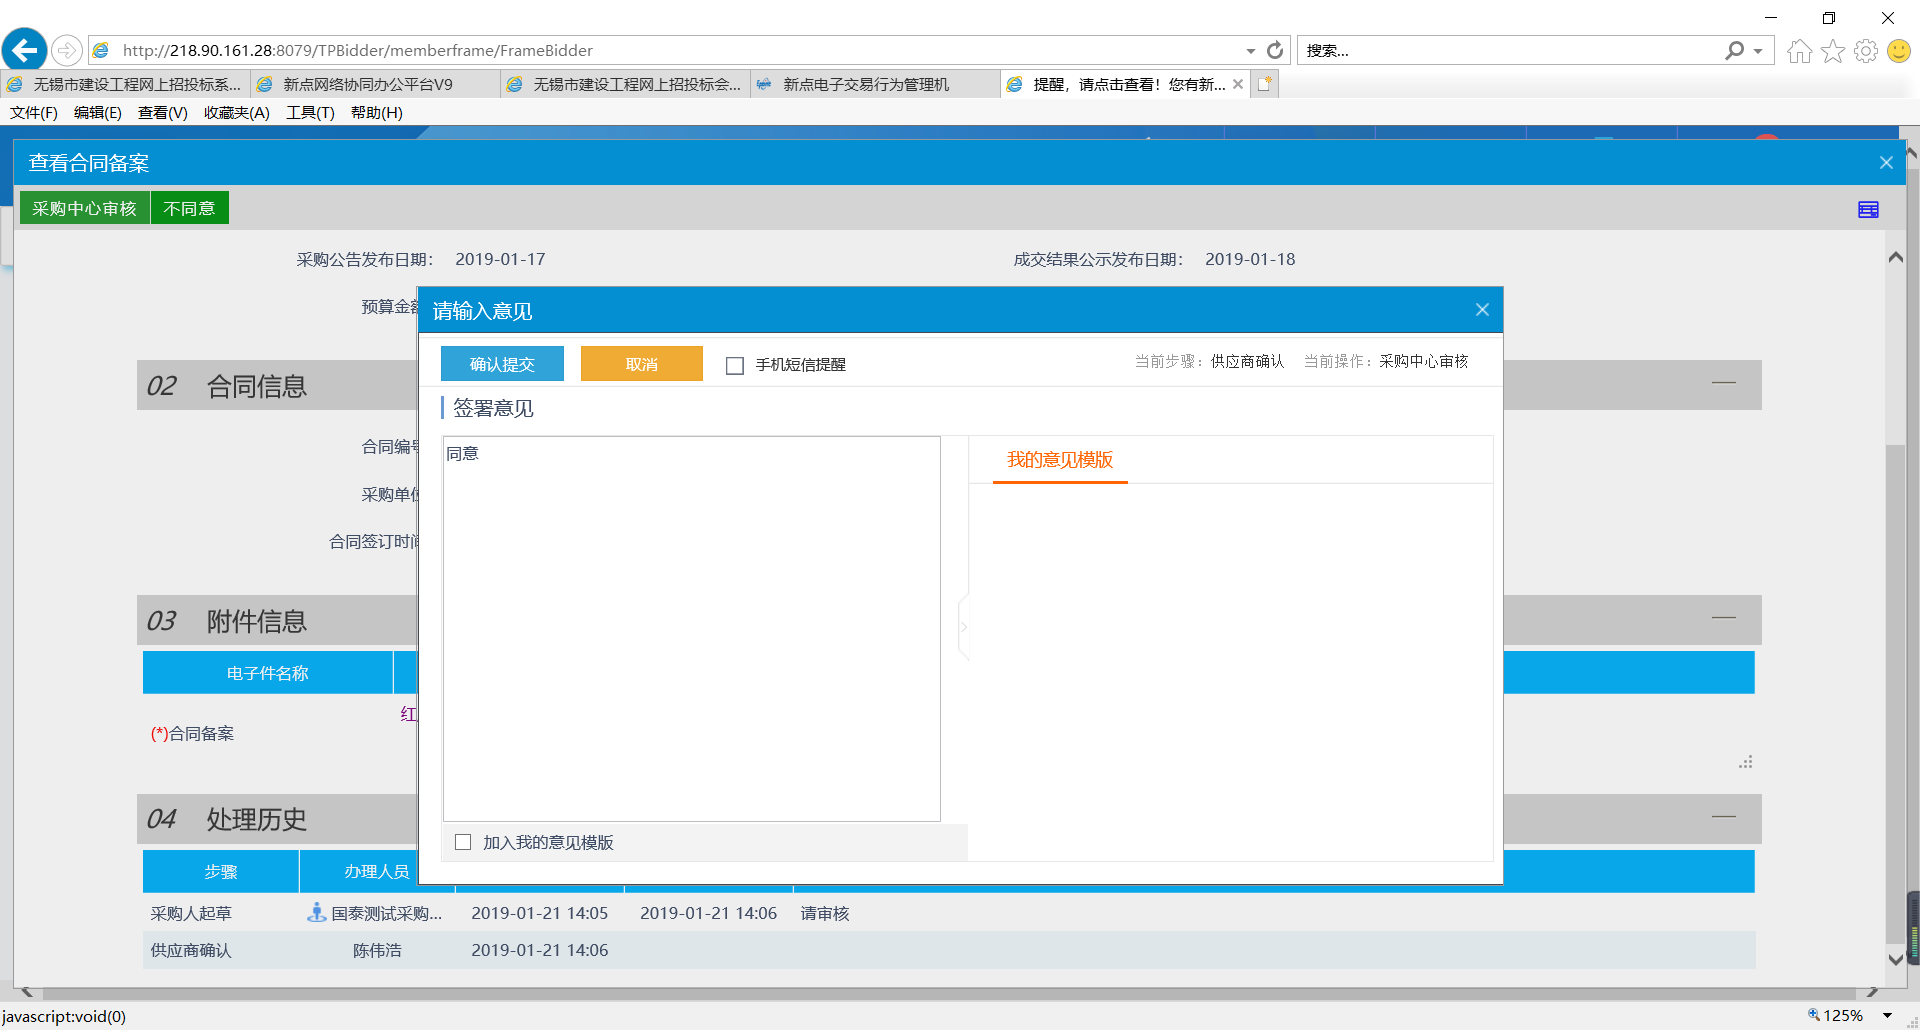 http://218.90.161.28:8079/TPBidder/memberframe/FrameBidder
搜索...
无锡市建设工程网上招投标系...
新点网络协同办公平台V9
无锡市建设工程网上招投标会...
新点电子交易行为管理机
提醒，请点击查看！您有新...
文件(F) 编辑(E) 查看(V) 收藏夹(A) 工具(T) 帮助(H)
查看合同备案
采购中心审核 不同意
采购公告发布日期： 2019-01-17 成交结果公示发布日期： 2019-01-18
预算金额
请输入意见
确认提交 取消 手机短信提醒 当前步骤：供应商确认 当前操作：采购中心审核
签署意见
同意
我的意见模版
加入我的意见模版
02 合同信息
合同编号
采购单位
合同签订时间
03 附件信息
电子件名称
红
(*)合同备案
04 处理历史
步骤 办理人员
采购人起草 国泰测试采购... 2019-01-21 14:05 2019-01-21 14:06 请审核
供应商确认 陈伟浩 2019-01-21 14:06
javascript:void(0)
125%